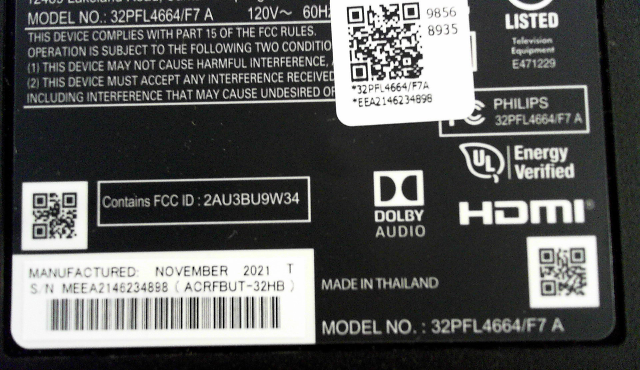 MODEL NO.: 32PFL4664/F7 A 120V~ 60Hz
THIS DEVICE COMPLIES WITH PART 15 OF THE FCC RULES.
OPERATION IS SUBJECT TO THE FOLLOWING TWO
(1) THIS DEVICE MAY NOT CAUSE HARMFUL INTERFERENCE,
(2) THIS DEVICE MUST ACCEPT ANY INTERFERENCE RECEIVED
INCLUDING INTERFERENCE THAT MAY CAUSE UNDESIRED
9856
8935
*32PFL4664/F7A
*EEA2146234898
LISTED
Television
Equipment
E471229
PHILIPS
32PFL4664/F7 A
UL Energy
Verified
Contains FCC ID : 2AU3BU9W34
DOLBY
AUDIO
HDMI
MANUFACTURED: NOVEMBER 2021 T
S/N MEEA2146234898 ( ACRFBUT-32HB )
MADE IN THAILAND
MODEL NO. : 32PFL4664/F7 A